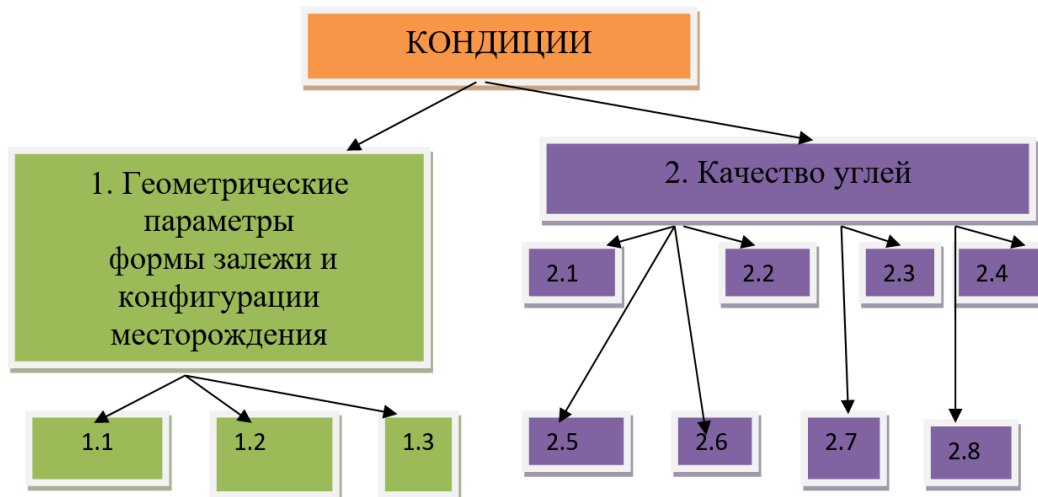 КОНДИЦИИ
1. Геометрические
параметры
формы залежи и
конфигурации
месторождения
2. Качество углей
2.1
2.2
2.3
2.4
1.1
1.2
1.3
2.5
2.6
2.7
2.8